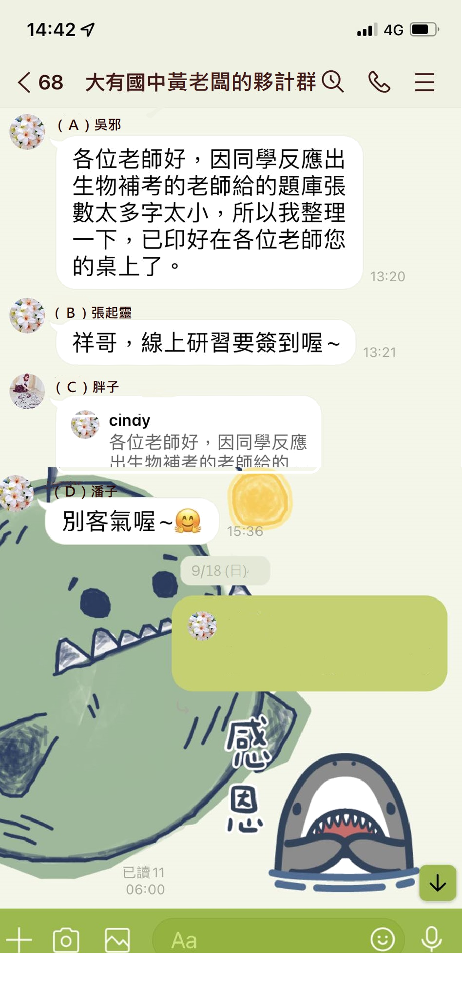 14:42
4G
68 大有國中黃老闆的夥計群
(A)吳邪
各位老師好，因同學反應出
生物補考的老師給的題庫張
數太多字太小，所以我整理
一下，已印好在各位老師您
的桌上了。
13:20
(B)張起靈
祥哥，線上研習要簽到喔~
13:21
(C)胖子
cindy
各位老師好，因同學反應
出生物補考的老師給的...
(D)潘子
別客氣喔~🤗
15:36
9/18(日)
感
恩
已讀11
06:00
Aa